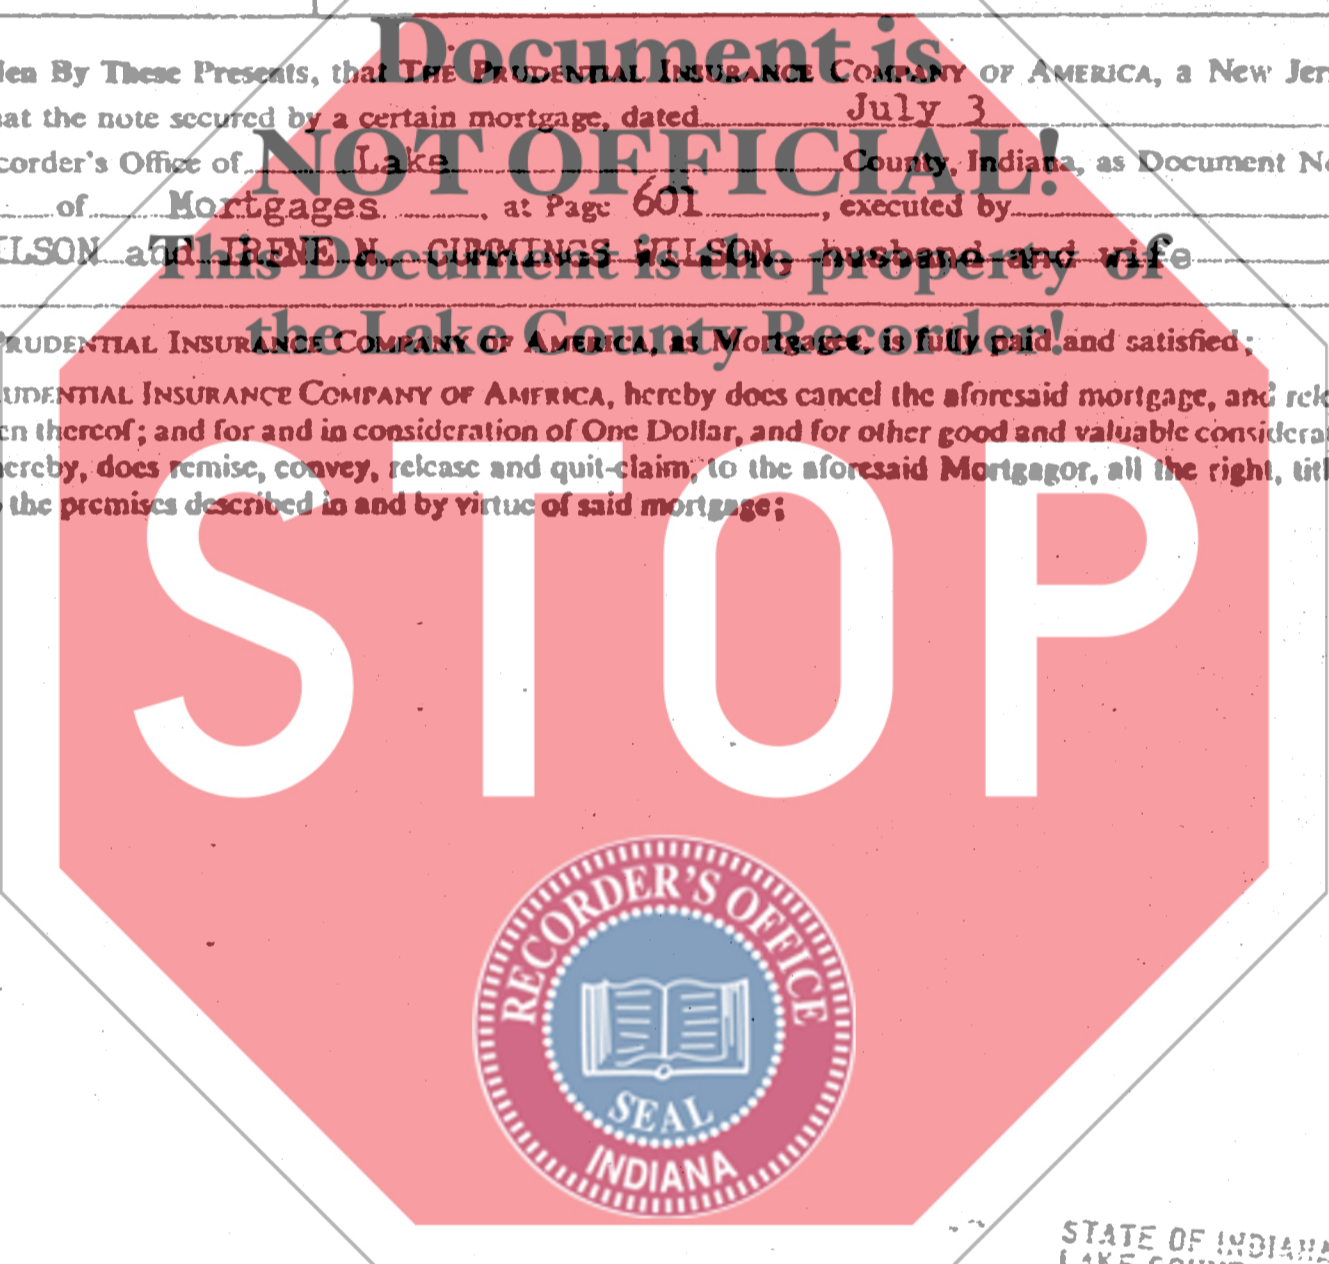 Document is
NOT OFFICIAL!
This Document is the property of
the Lake County Recorder!
len By These Presents, that THE PRUDENTIAL INSURANCE COMPANY OF AMERICA, a New Jer
at the note secured by a certain mortgage, dated July 3
corder's Office of Lake County, Indiana, as Document No
of Mortgages, at Page 601, executed by
LSON and IRENE M. CUMMINGS WILSON, husband and wife
PRUDENTIAL INSURANCE COMPANY OF AMERICA, as Mortgagee, is fully paid and satisfied;
UDENTIAL INSURANCE COMPANY OF AMERICA, hereby does cancel the aforesaid mortgage, and rele
en thereof; and for and in consideration of One Dollar, and for other good and valuable considerat
ereby, does remise, convey, release and quit-claim, to the aforesaid Mortgagor, all the right, titl
the premises described in and by virtue of said mortgage;
STOP
RECORDER'S OFFICE
SEAL
INDIANA
STATE OF INDIANA
LAKE COUN